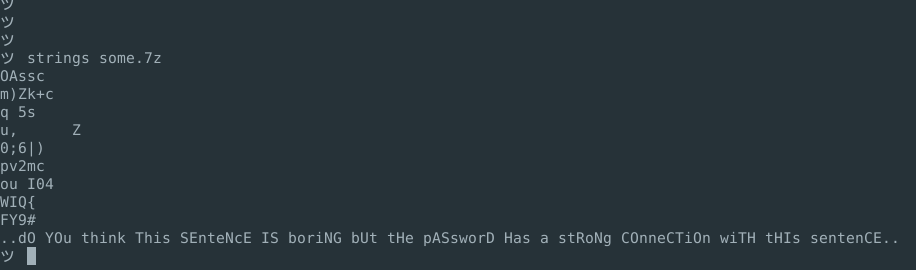 ツ
ツ
ツ
ツ strings some.7z
OAssc
m)Zk+c
q 5s
u,      Z
0;6|)
pv2mc
ou I04
WIQ{
FY9#
..dO YOu think This SEnteNcE IS boriNG bUt tHe pASsworD Has a stRoNg COnneCTiOn wiTH tHIs sentenCE..
ツ